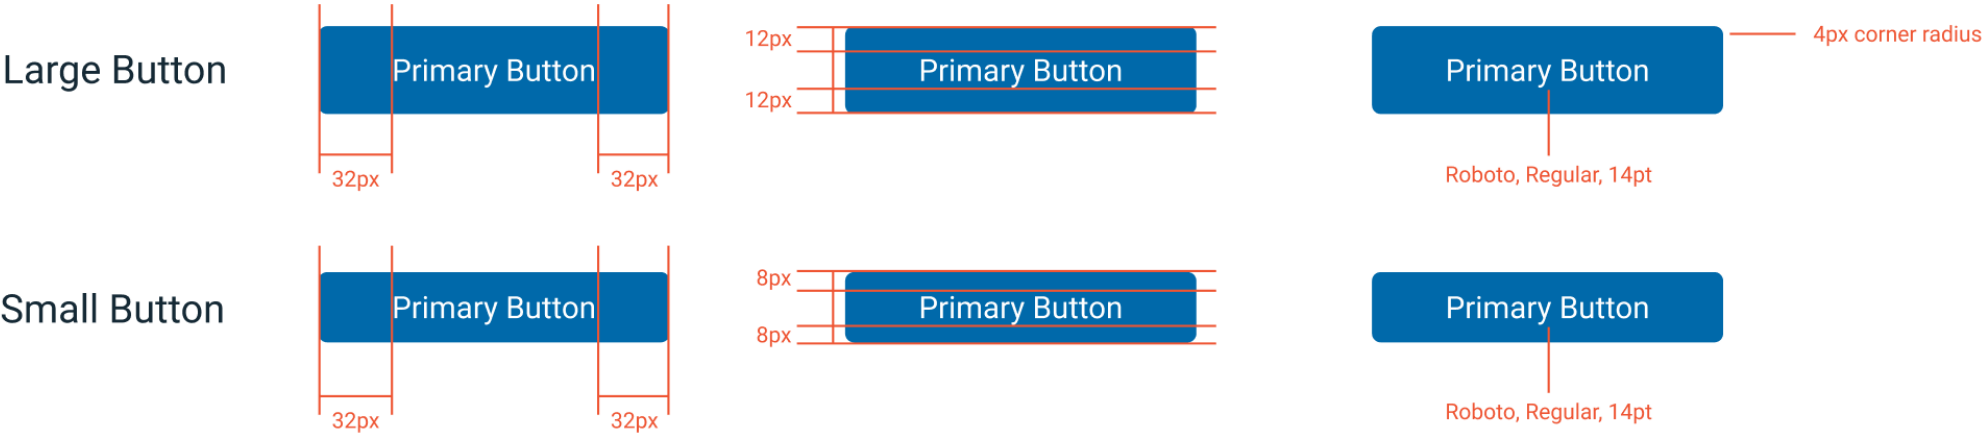 Large Button
Primary Button
32px
32px
12px
12px
Primary Button
Primary Button
4px corner radius
Roboto, Regular, 14pt
Small Button
Primary Button
32px
32px
8px
8px
Primary Button
Primary Button
Roboto, Regular, 14pt